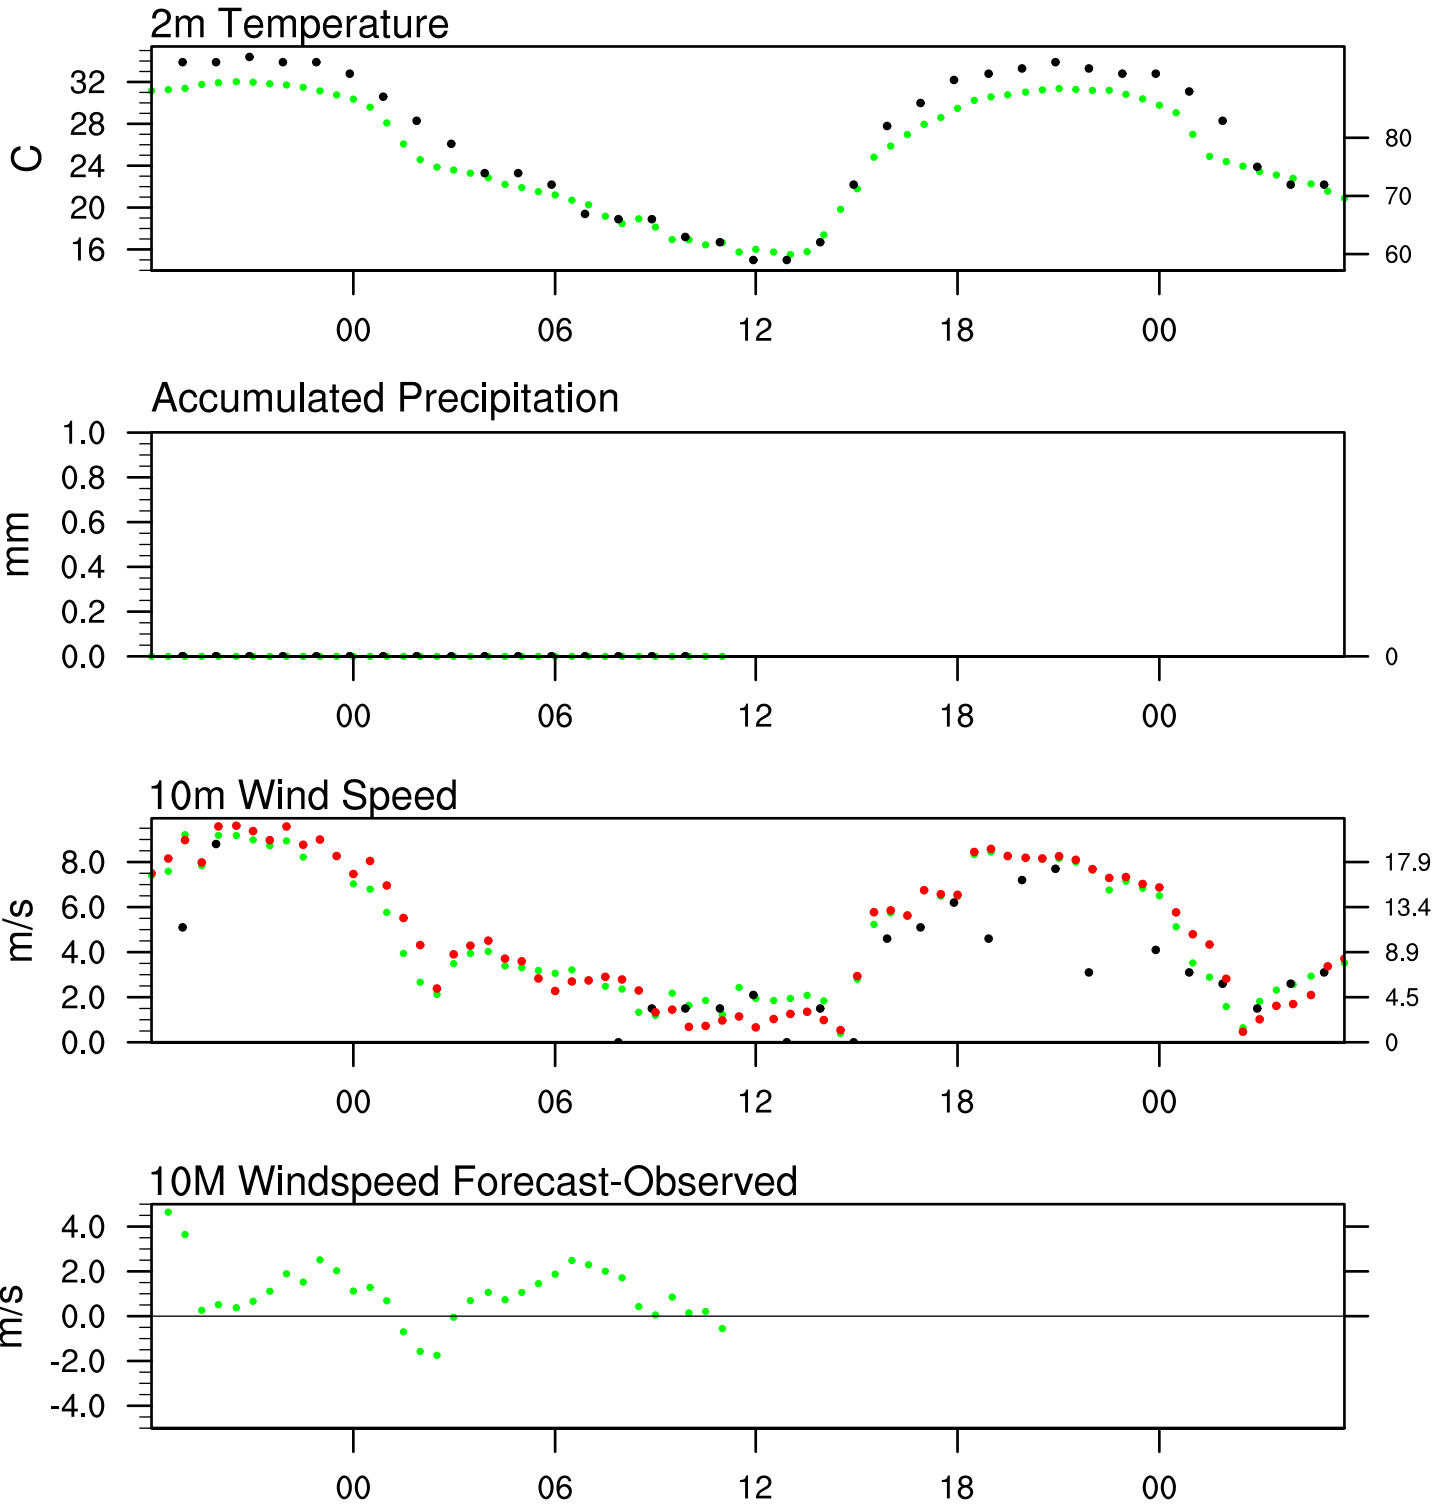 2m Temperature
32
28
24
20
16
C
80
70
60
00 06 12 18 00
Accumulated Precipitation
1.0
0.8
0.6
0.4
0.2
0.0
mm
0
00 06 12 18 00
10m Wind Speed
8.0
6.0
4.0
2.0
0.0
m/s
17.9
13.4
8.9
4.5
0
00 06 12 18 00
10M Windspeed Forecast-Observed
4.0
2.0
0.0
-2.0
-4.0
m/s
00 06 12 18 00